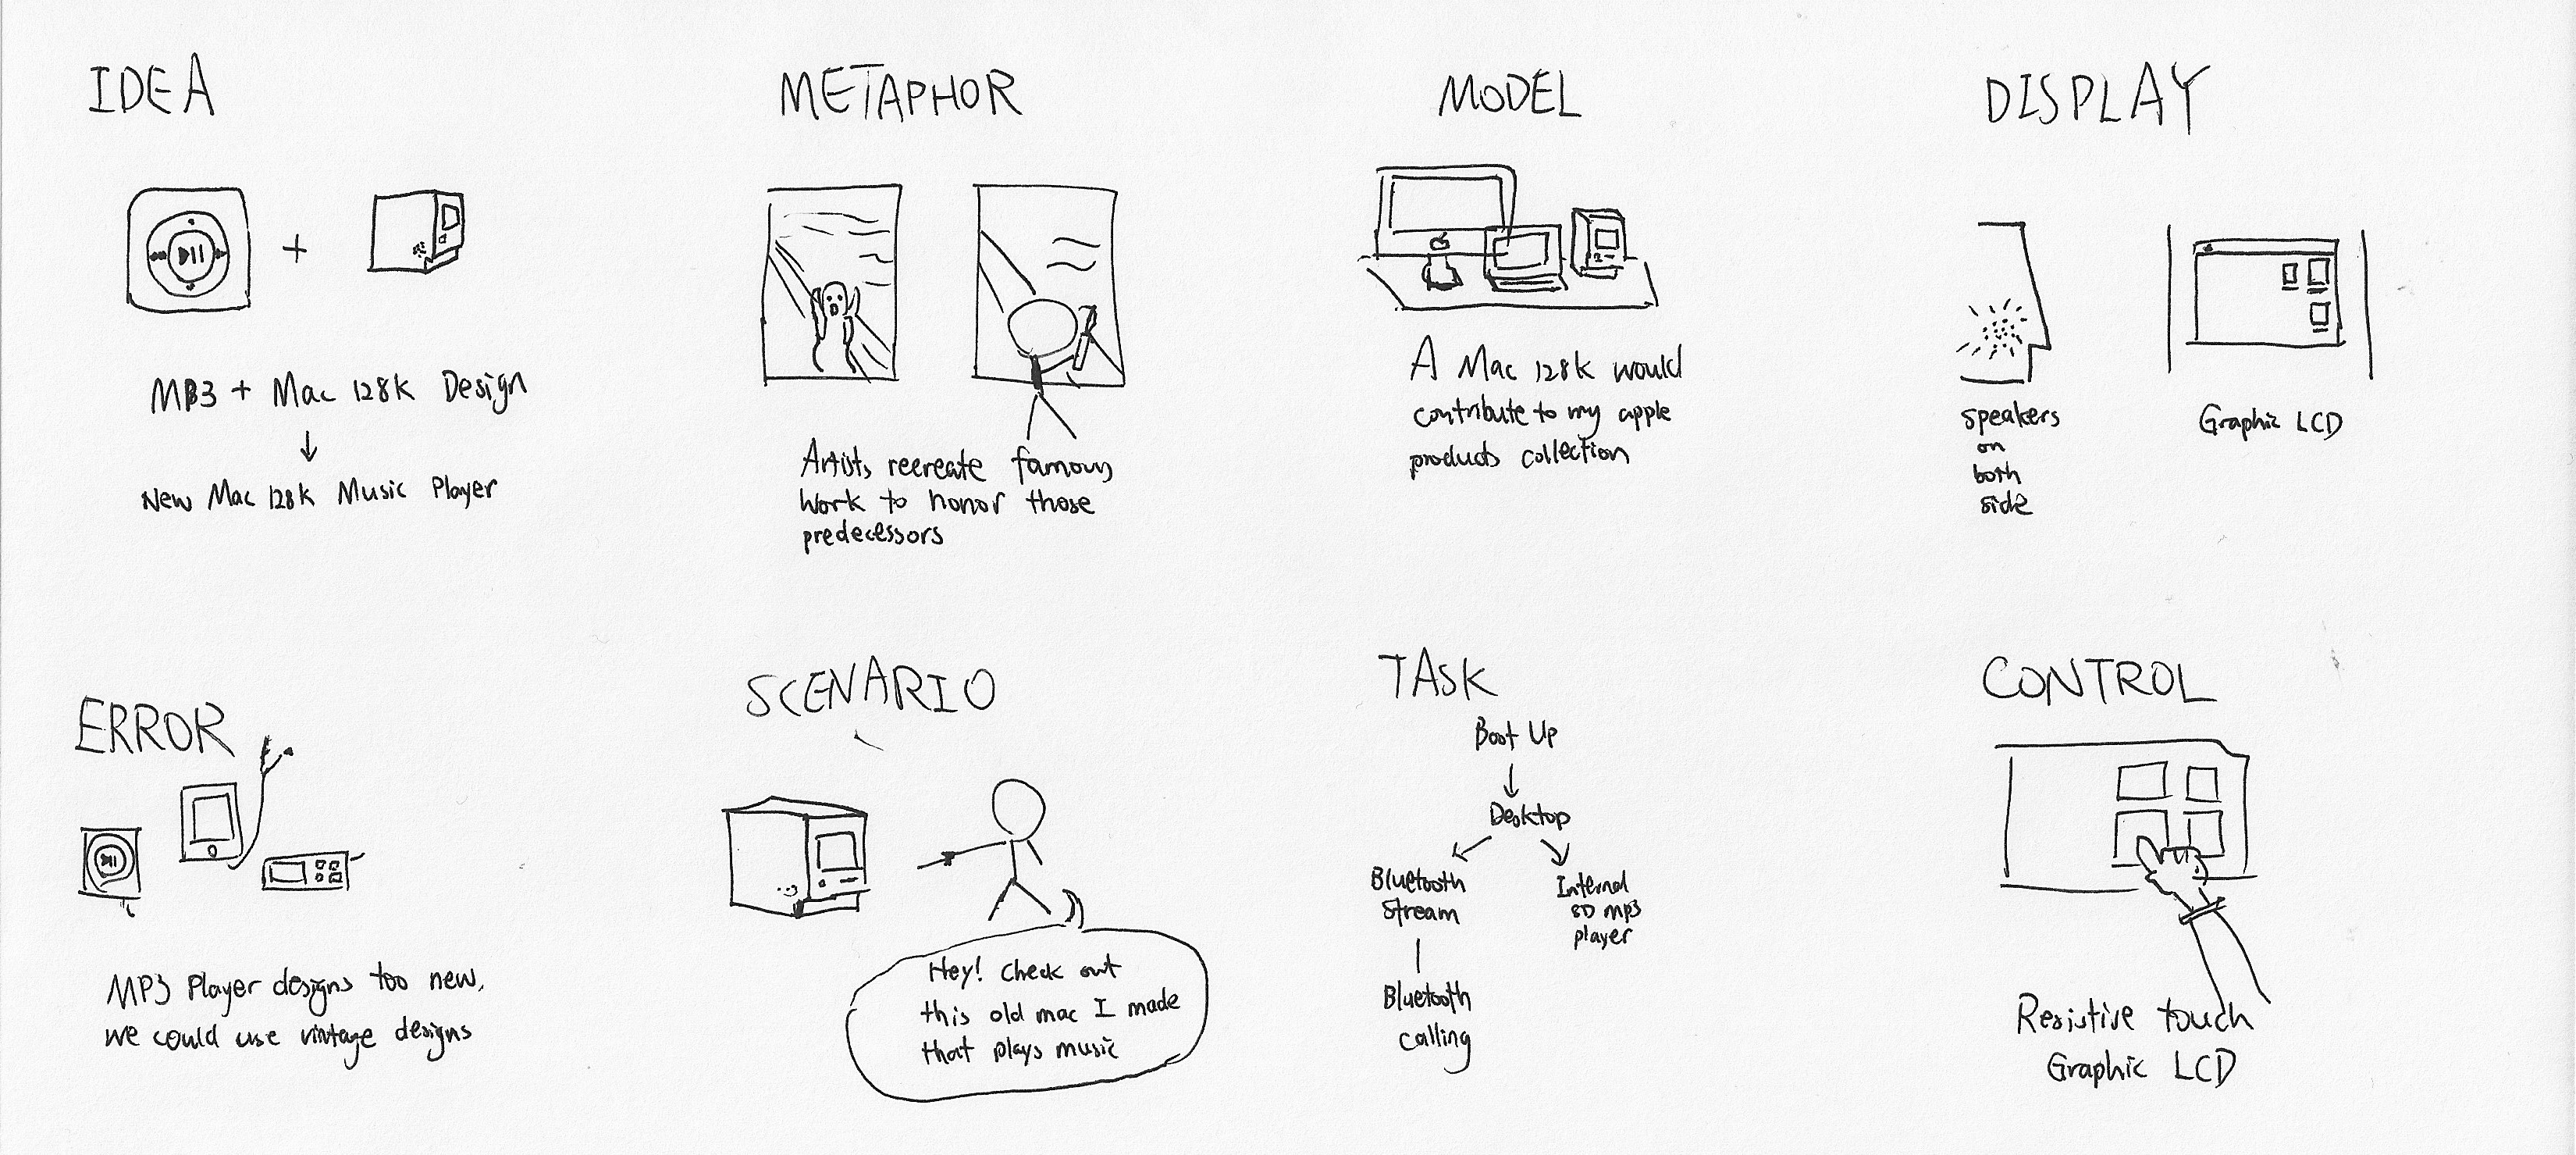 IDEA
MP3 + Mac 128K Design
↓
New Mac 128K Music Player
METAPHOR
Artists recreate famous
work to honor those
predecessors
MODEL
A Mac 128K would
contribute to my apple
products collection
DISPLAY
speakers
on
both
side
Graphic LCD
ERROR
MP3 Player designs too new,
we could use vintage designs
SCENARIO
Hey! Check out
this old mac I made
that plays music
TASK
Boot Up
Desktop
Bluetooth
Stream
Bluetooth
calling
Internal
SD MP3
player
CONTROL
Resistive touch
Graphic LCD